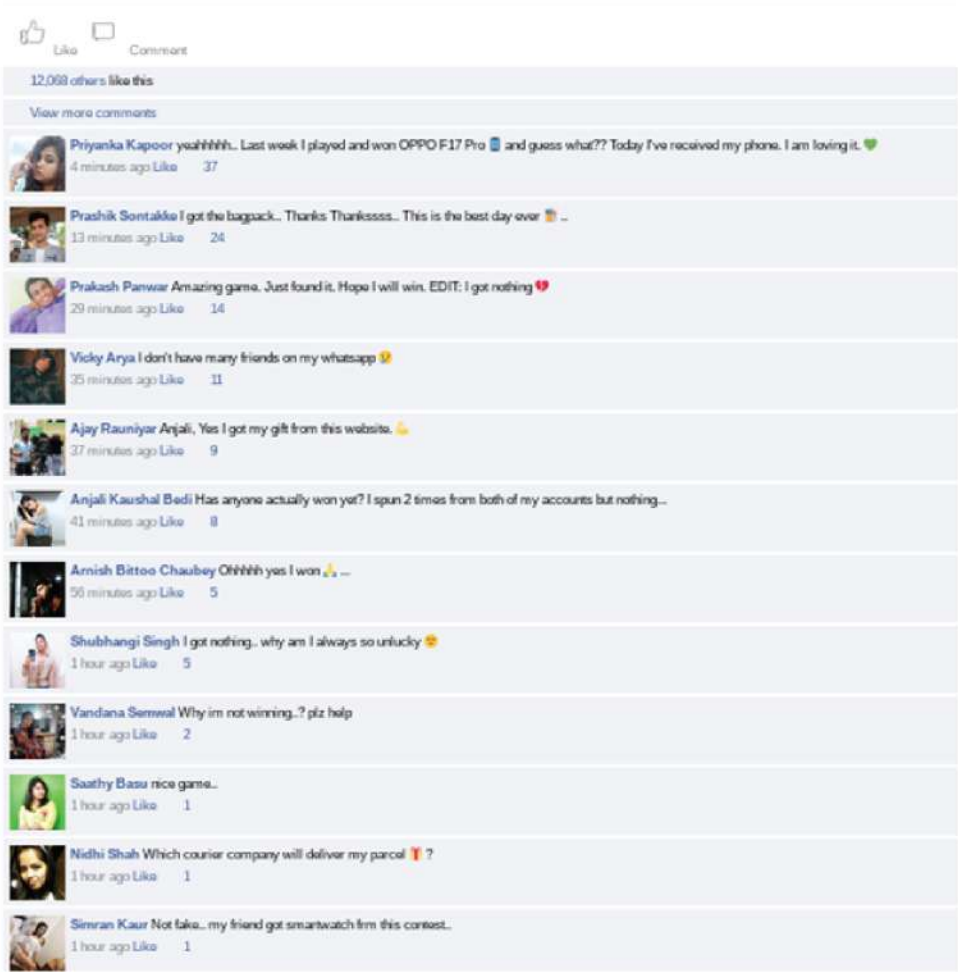 Like
Comment
12,068 others like this
View more comments
Priyanka Kapoor yeahhhhh.. Last week I played and won OPPO F17 Pro 📱 and guess what?? Today I've received my phone. I am loving it. 💚
4 minutes ago Like 37
Prashik Sontakke I got the bagpack.. Thanks Thankssss.. This is the best day ever 🍻 ..
13 minutes ago Like 24
Prakash Panwar Amazing game. Just found it. Hope I will win. EDIT: I got nothing 💔
29 minutes ago Like 14
Vicky Arya I don't have many friends on my whatsapp 😢
35 minutes ago Like 11
Ajay Rauniyar Anjali, Yes I got my gift from this website. 💪
37 minutes ago Like 9
Anjali Kaushal Bedi Has anyone actually won yet? I spun 2 times from both of my accounts but nothing...
41 minutes ago Like 8
Arnish Bittoo Chaubey Ohhhhh yes I won 🙏 ...
56 minutes ago Like 5
Shubhangi Singh I got nothing.. why am I always so unlucky 😔
1 hour ago Like 5
Vandana Semwal Why im not winning..? plz help
1 hour ago Like 2
Saathy Basu nice game..
1 hour ago Like 1
Nidhi Shah Which courier company will deliver my parcel 🎁 ?
1 hour ago Like 1
Simran Kaur Not fake.. my friend got smartwatch frm this contest..
1 hour ago Like 1